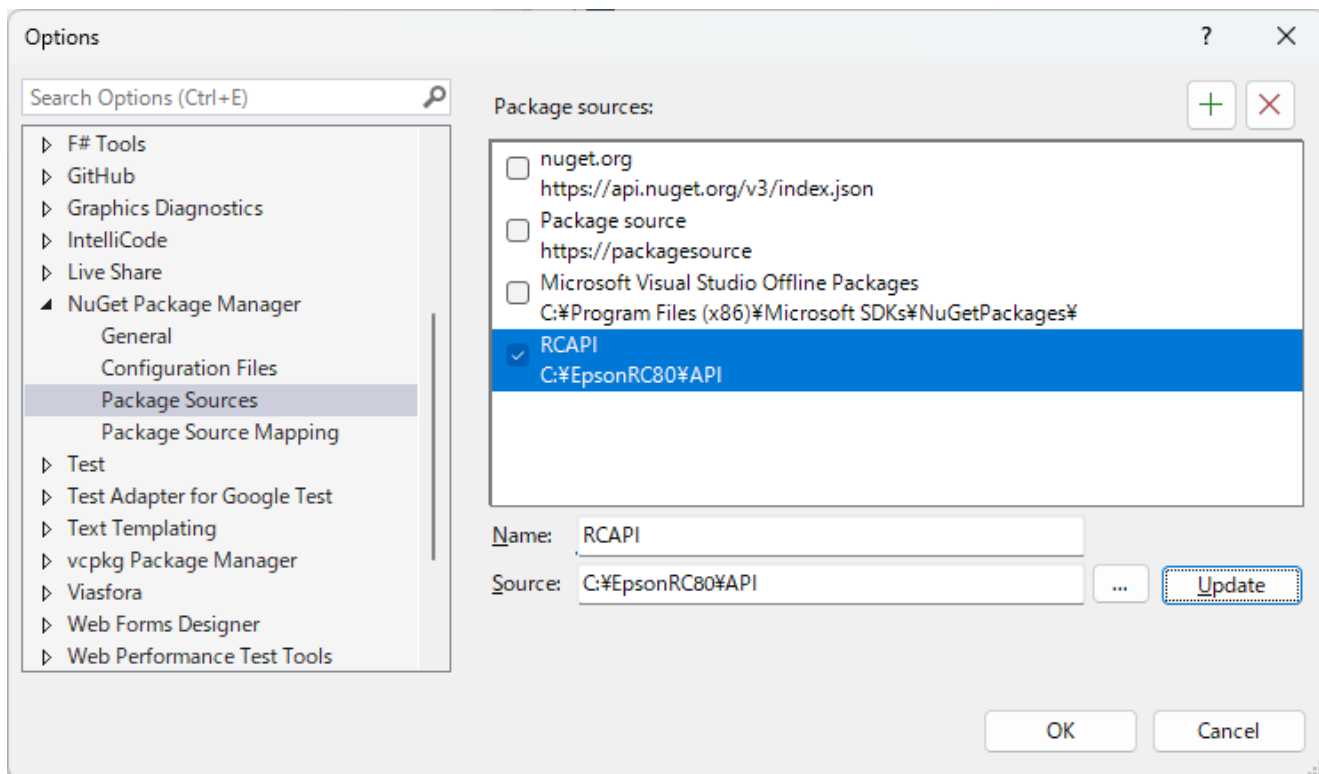 Options
?
Search Options (Ctrl+E)
F# Tools
GitHub
Graphics Diagnostics
IntelliCode
Live Share
NuGet Package Manager
General
Configuration Files
Package Sources
Package Source Mapping
Test
Test Adapter for Google Test
Text Templating
vcpkg Package Manager
Viasfora
Web Forms Designer
Web Performance Test Tools
Package sources:
nuget.org
https://api.nuget.org/v3/index.json
Package source
https://packagesource
Microsoft Visual Studio Offline Packages
C:¥Program Files (x86)¥Microsoft SDKs¥NuGetPackages¥
RCAPI
C:¥EpsonRC80¥API
Name: RCAPI
Source: C:¥EpsonRC80¥API ... Update
OK Cancel